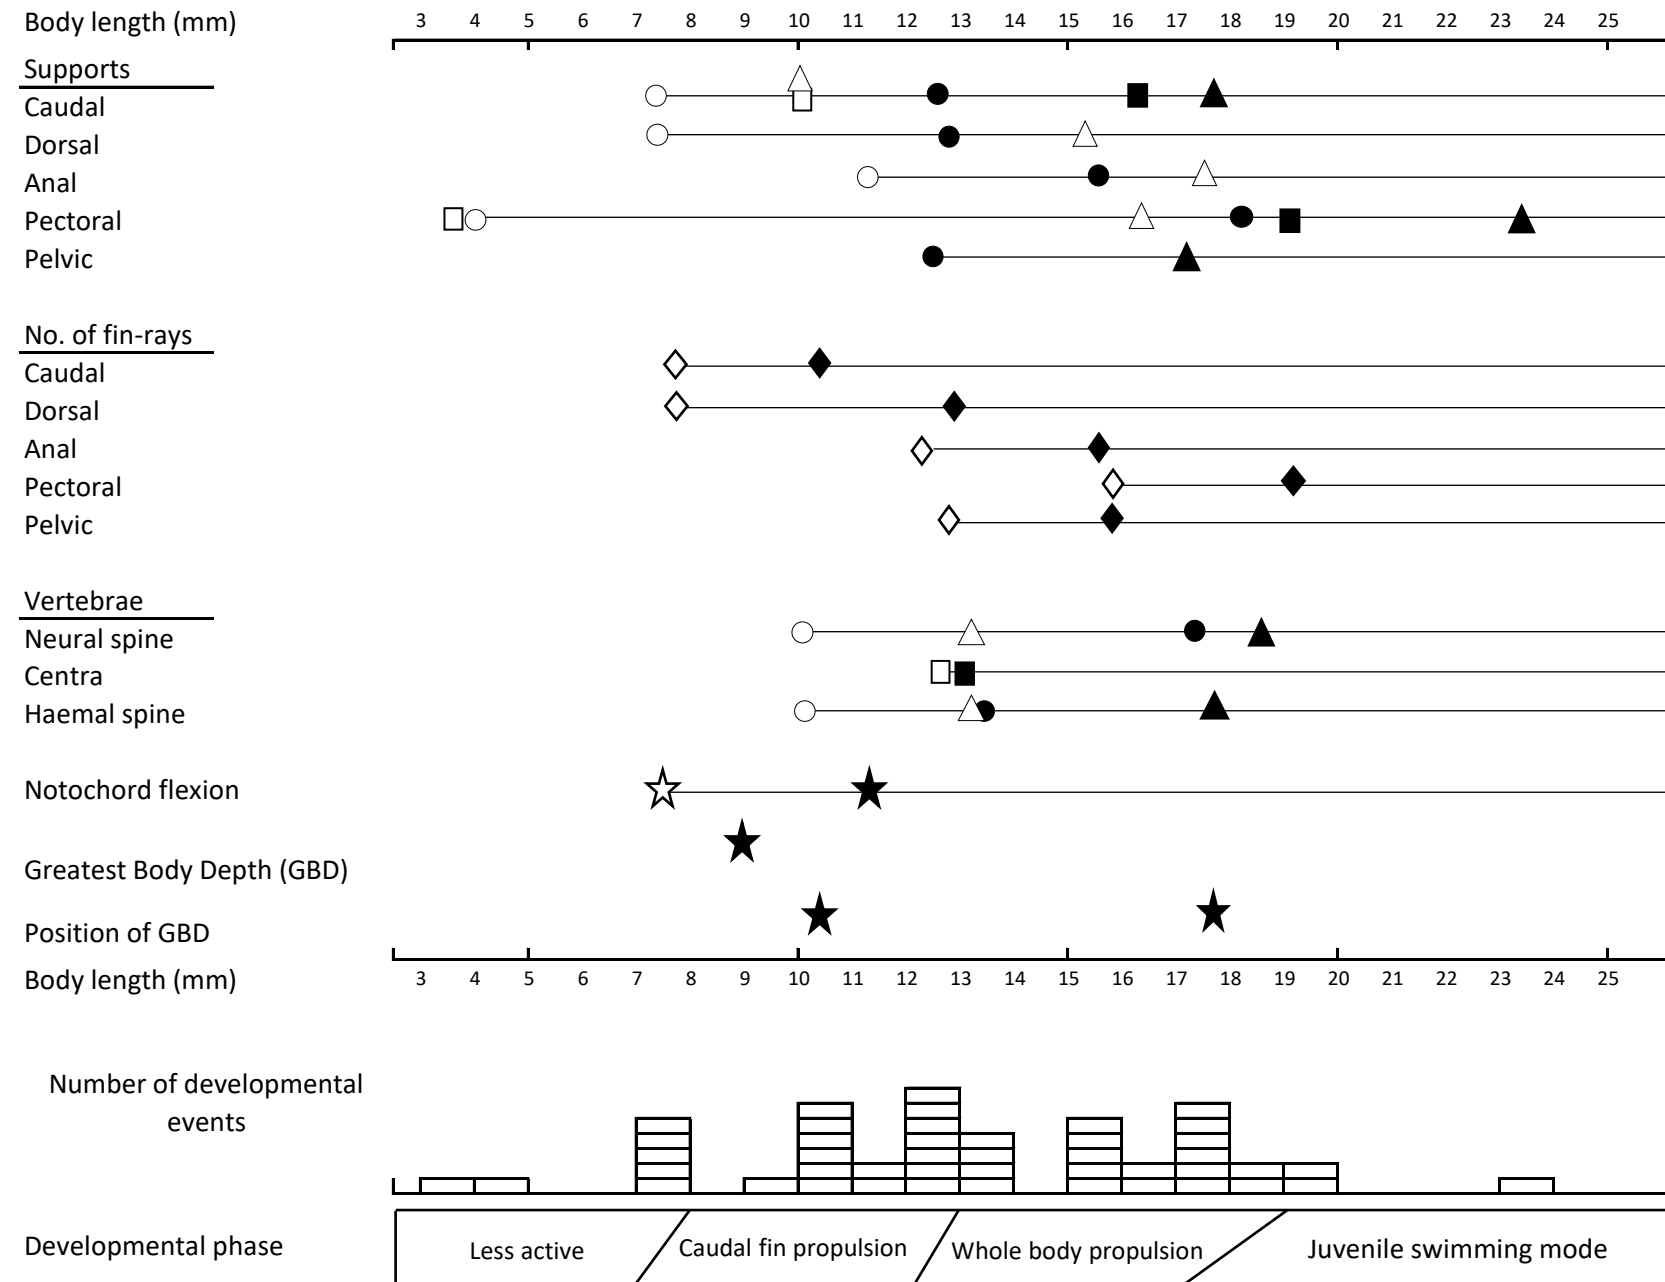 Body length (mm) 3 4 5 6 7 8 9 10 11 12 13 14 15 16 17 18 19 20 21 22 23 24 25
Supports
Caudal
Dorsal
Anal
Pectoral
Pelvic
No. of fin-rays
Caudal
Dorsal
Anal
Pectoral
Pelvic
Vertebrae
Neural spine
Centra
Haemal spine
Notochord flexion
Greatest Body Depth (GBD)
Position of GBD
Body length (mm) 3 4 5 6 7 8 9 10 11 12 13 14 15 16 17 18 19 20 21 22 23 24 25
Number of developmental
events
Developmental phase Less active Caudal fin propulsion Whole body propulsion Juvenile swimming mode